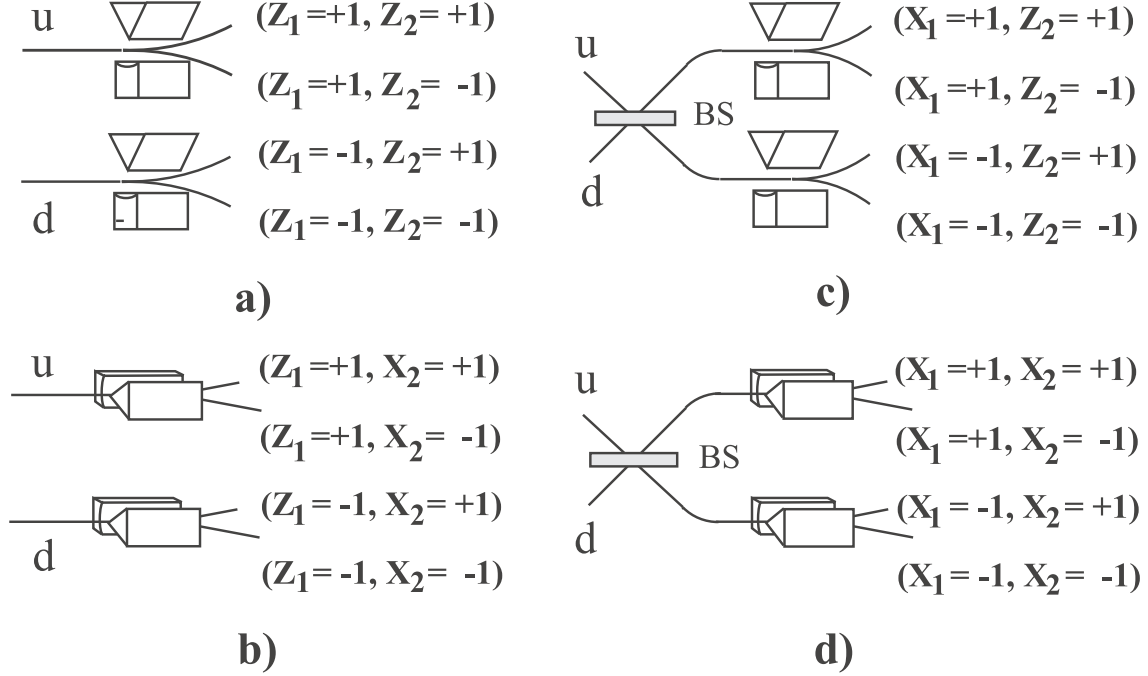 u
(Z1 =+1, Z2 = +1)
(Z1 =+1, Z2= -1)
(Z1 = -1, Z2= +1)
d
-
(Z1 = -1, Z2= -1)
a)
u
(X1 =+1, Z2= +1)
BS
(X1 =+1, Z2= -1)
(X1 = -1, Z2= +1)
d
(X1 = -1, Z2= -1)
c)
u
(Z1 =+1, X2= +1)
(Z1 =+1, X2= -1)
(Z1 = -1, X2= +1)
d
(Z1 = -1, X2= -1)
b)
u
(X1 =+1, X2= +1)
(X1 =+1, X2= -1)
BS
(X1 = -1, X2= +1)
d
(X1 = -1, X2= -1)
d)